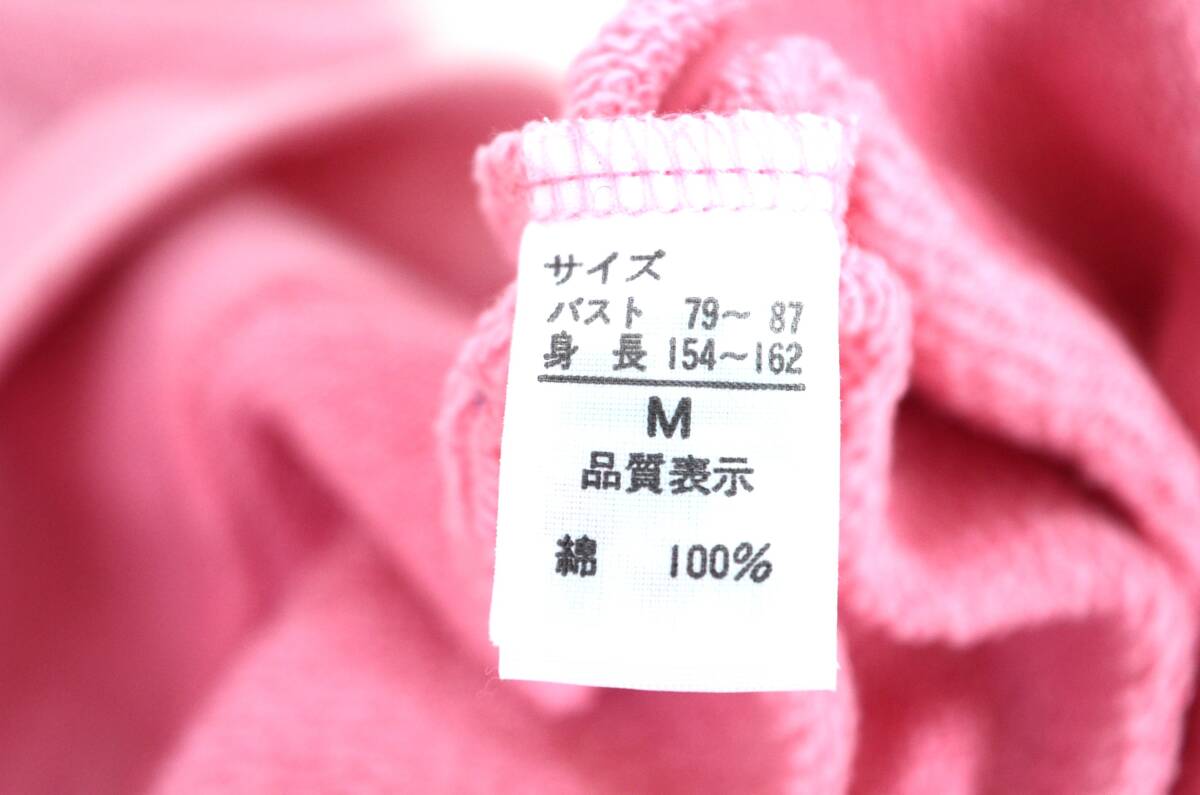 サイズ
バスト 79〜87
身長 154〜162
M
品質表示
綿 100%